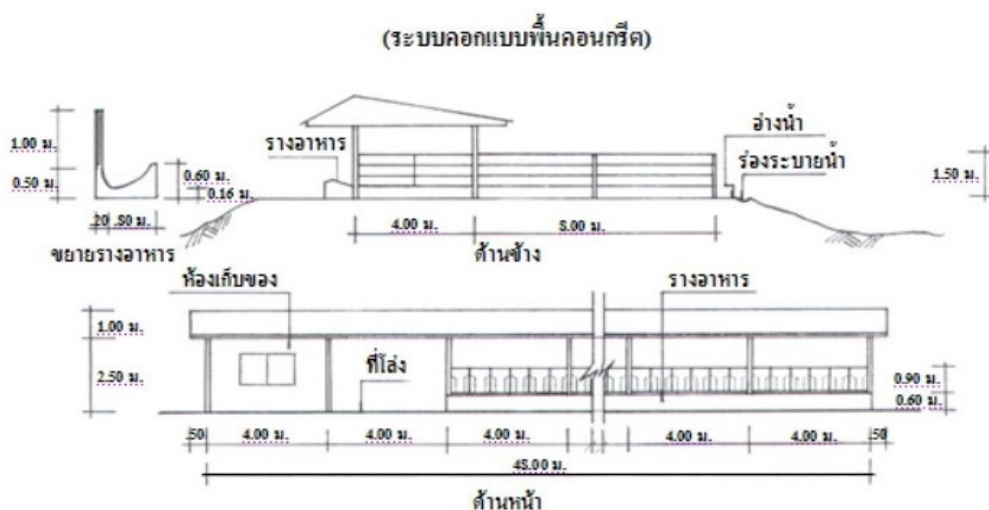 (ระบบคอกแบบพื้นคอนกรีต)
1.00 ม.
0.50 ม.
0.60 ม.
0.16 ม.
.20 .S0 ม.
ขยายรางอาหาร
รางอาหาร
อ่างน้ำ
ร่องระบายน้ำ
1.50 ม.
4.00 ม.
S.00 ม.
ด้านข้าง
ห้องเก็บของ
รางอาหาร
1.00 ม.
2.50 ม.
ที่โล่ง
0.90 ม.
0.60 ม.
.50 4.00 ม. 4.00 ม. 4.00 ม. 4.00 ม. 4.00 ม. .50
4S.00 ม.
ด้านหน้า